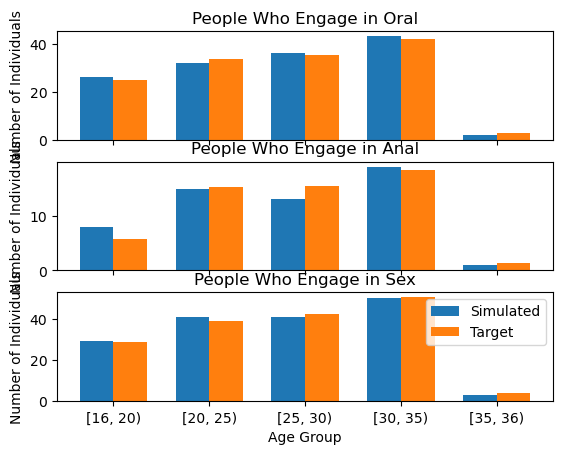 People Who Engage in Oral
Number of Individuals
40
20
0
People Who Engage in Anal
Number of Individuals
10
0
People Who Engage in Sex
Number of Individuals
40
20
0
Simulated
Target
[16, 20)
[20, 25)
[25, 30)
[30, 35)
[35, 36)
Age Group